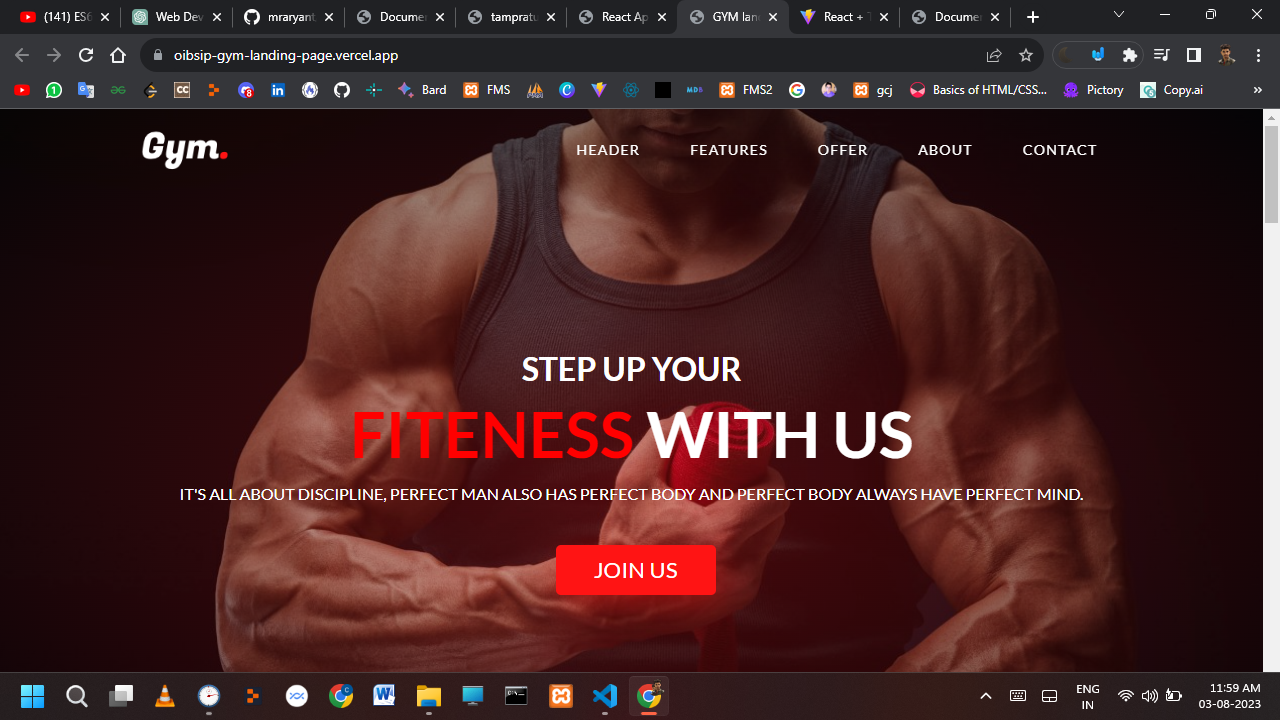 (141) ES6
Web Dev
mraryant
Docume
tampratu
React Ap
GYM lan
React + T
Docume
oibsip-gym-landing-page.vercel.app
Bard
FMS
FMS2
gcj
Basics of HTML/CSS...
Pictory
Copy.ai
Gym.
HEADER
FEATURES
OFFER
ABOUT
CONTACT
STEP UP YOUR
FITENESS WITH US
IT'S ALL ABOUT DISCIPLINE, PERFECT MAN ALSO HAS PERFECT BODY AND PERFECT BODY ALWAYS HAVE PERFECT MIND.
JOIN US
ENG
IN
11:59 AM
03-08-2023